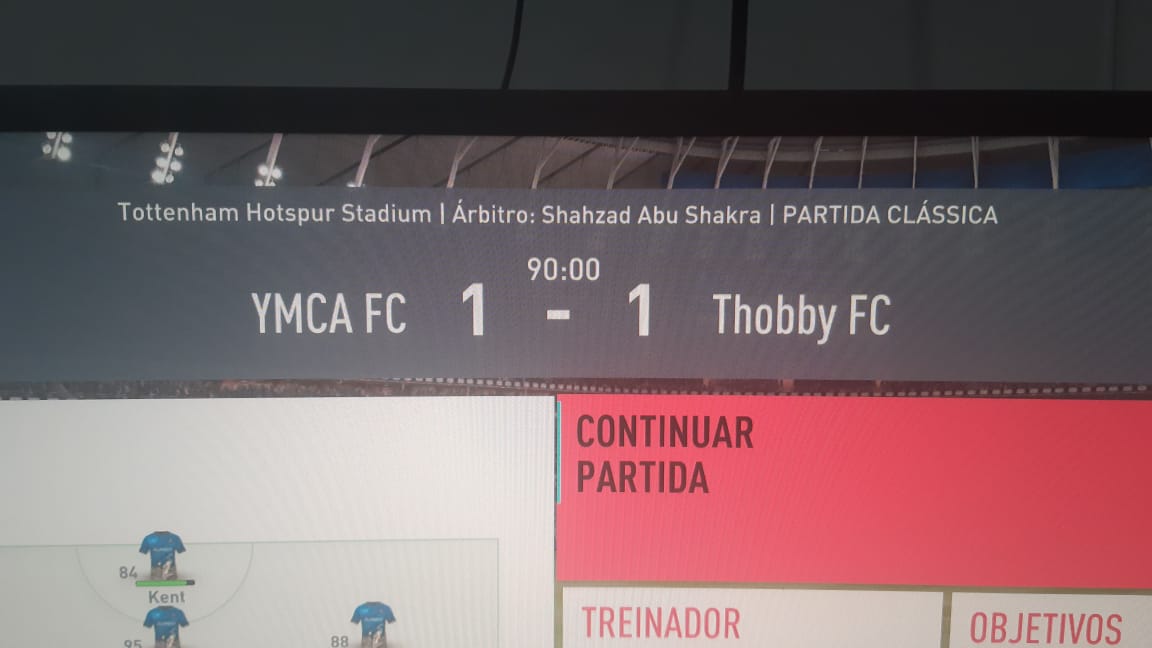 Tottenham Hotspur Stadium | Árbitro: Shahzad Abu Shakra | PARTIDA CLÁSSICA
90:00
YMCA FC 1 - 1 Thobby FC
CONTINUAR
PARTIDA
84
Kent
95
88
TREINADOR
OBJETIVOS